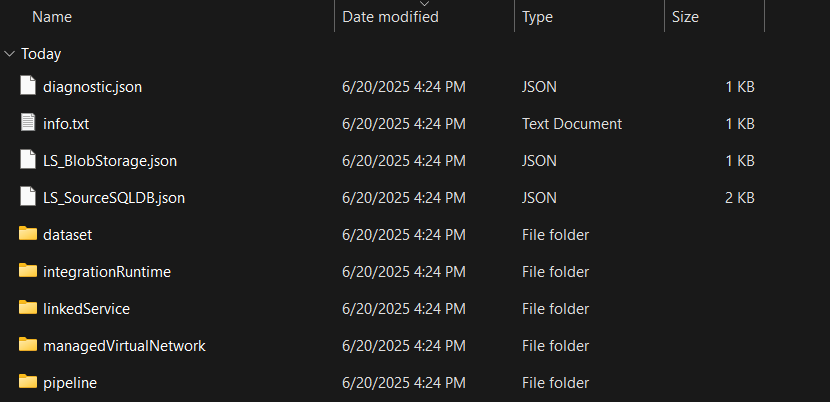 Name Date modified Type Size
Today
diagnostic.json 6/20/2025 4:24 PM JSON 1 KB
info.txt 6/20/2025 4:24 PM Text Document 1 KB
LS_BlobStorage.json 6/20/2025 4:24 PM JSON 1 KB
LS_SourceSQLDB.json 6/20/2025 4:24 PM JSON 2 KB
dataset 6/20/2025 4:24 PM File folder
integrationRuntime 6/20/2025 4:24 PM File folder
linkedService 6/20/2025 4:24 PM File folder
managedVirtualNetwork 6/20/2025 4:24 PM File folder
pipeline 6/20/2025 4:24 PM File folder